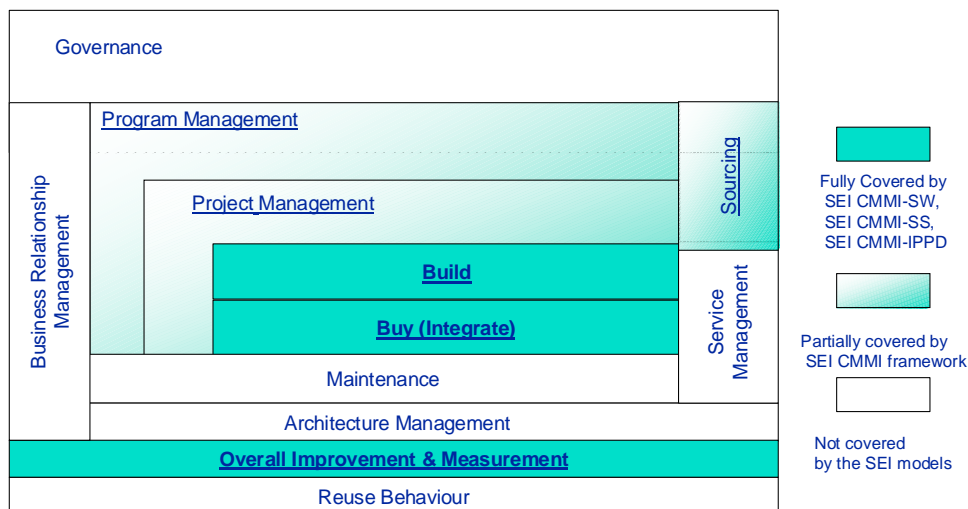 Governance
Program Management
Project Management
Sourcing
Business Relationship
Management
Build
Buy (Integrate)
Service
Management
Maintenance
Architecture Management
Overall Improvement & Measurement
Reuse Behaviour
Fully Covered by
SEI CMMI-SW,
SEI CMMI-SS,
SEI CMMI-IPPD
Partially covered by
SEI CMMI framework
Not covered
by the SEI models